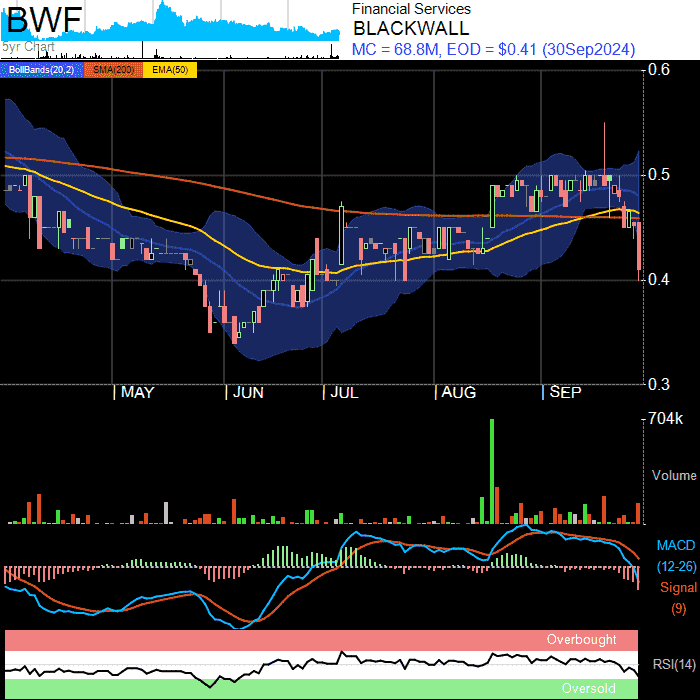 BWF
5yr Chart
Financial Services
BLACKWALL
MC = 68.8M, EOD = $0.41 (30Sep2024)
BollBands(20,2) SMA(200) EMA(50)
0.6
0.5
0.4
0.3
MAY JUN JUL AUG SEP
704k
Volume
MACD
(12-26)
Signal
(9)
Overbought
RSI(14)
Oversold